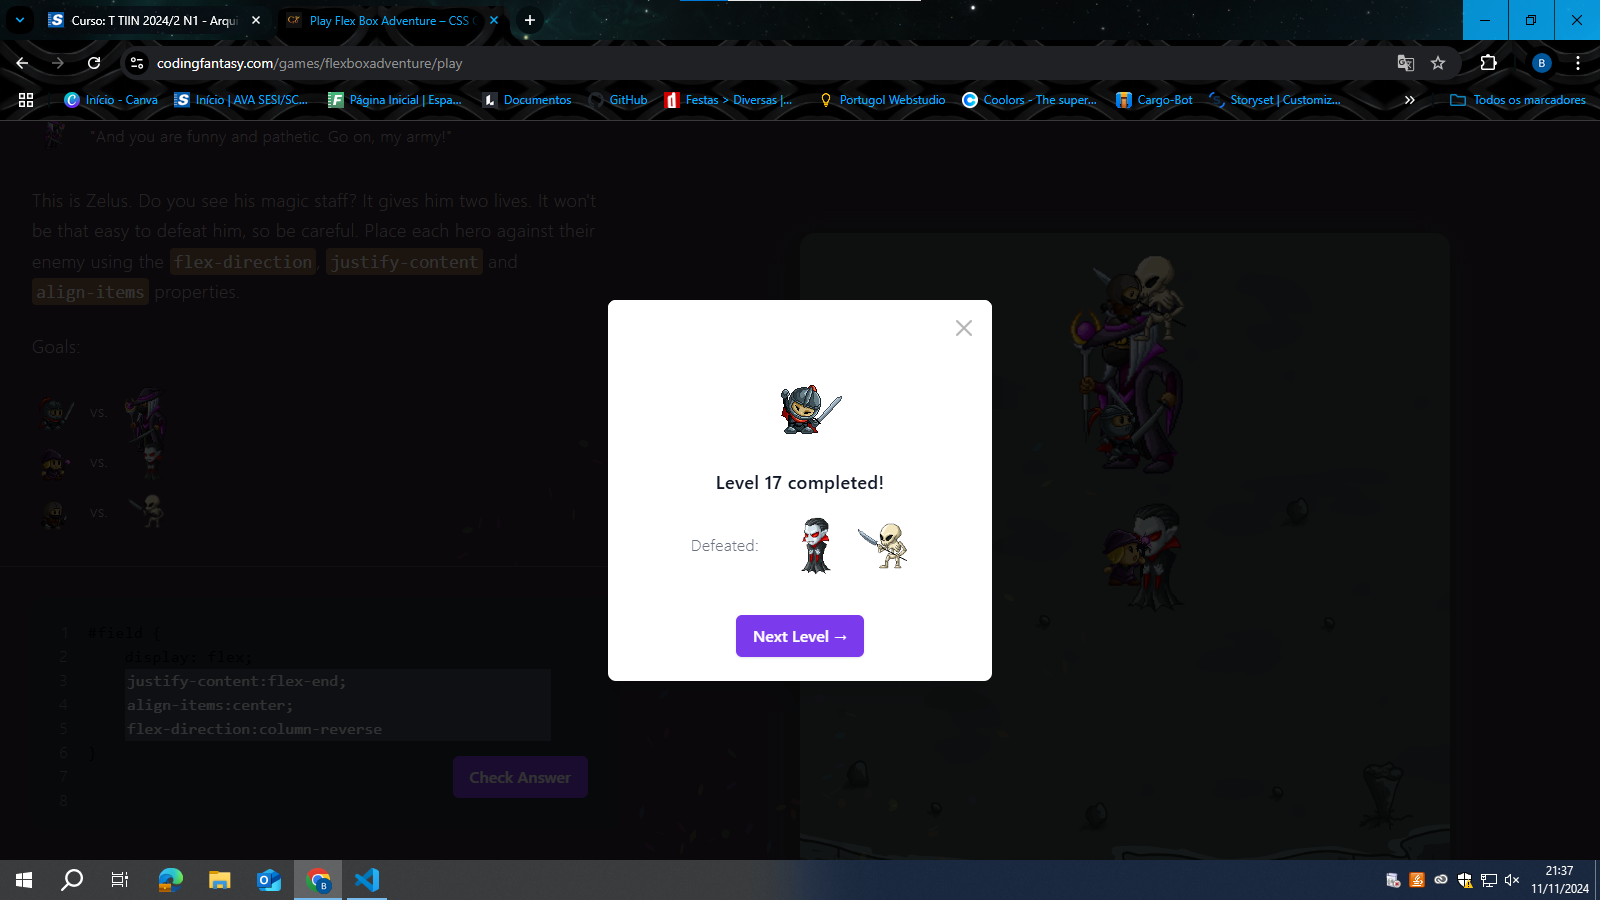 Curso: T TIIN 2024/2 N1 - Arqui
Play Flex Box Adventure – CSS G
codingfantasy.com/games/flexboxadventure/play
B
Início - Canva
Início | AVA SESI/SC...
Página Inicial | Espa...
Documentos
GitHub
Festas > Diversas |...
Portugol Webstudio
Coolors - The super...
Cargo-Bot
Storyset | Customiz...
Todos os marcadores
"And you are funny and pathetic. Go on, my army!"
This is Zelus. Do you see his magic staff? It gives him two lives. It won't
be that easy to defeat him, so be careful. Place each hero against their
enemy using the flex-direction, justify-content and
align-items properties.
Goals:
vs.
vs.
vs.
1 #field {
2 display: flex;
3 justify-content:flex-end;
4 align-items:center;
5 flex-direction:column-reverse
6 }
7
8
Check Answer
Level 17 completed!
Defeated:
Next Level →
21:37
11/11/2024